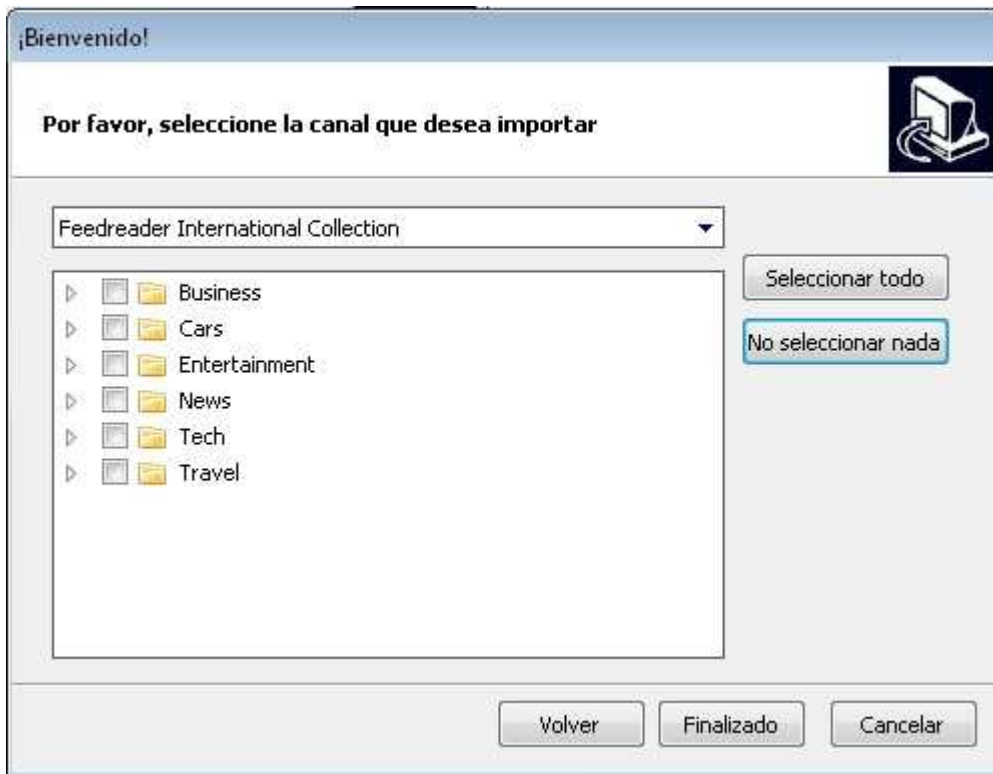 ¡Bienvenido!
Por favor, seleccione la canal que desea importar
Feedreader International Collection
Seleccionar todo
No seleccionar nada
Business
Cars
Entertainment
News
Tech
Travel
Volver
Finalizado
Cancelar